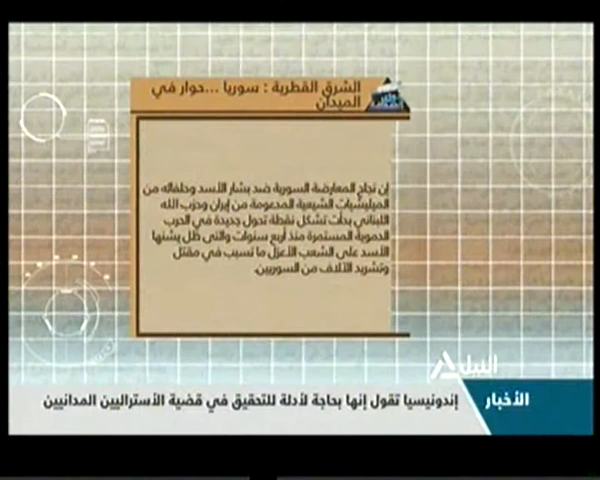 الشرق القطرية : سوريا ...حوار في
الميدان
إن نجاح المعارضة السورية ضد بشار الأسد وحلفائه من
الميليشيات الشيعية المدعومة من إيران وحزب الله
اللبناني بدأت تشكل نقطة تحول جديدة في الحرب
الدموية المستمرة منذ أربع سنوات والتى ظل يشنها
الأسد على الشعب الأعزل ما تسبب في مقتل
وتشريد الآلاف من السوريين.
النيل
الأخبار
إندونيسيا تقول إنها بحاجة لأدلة للتحقيق في قضية الأستراليين المدانيين